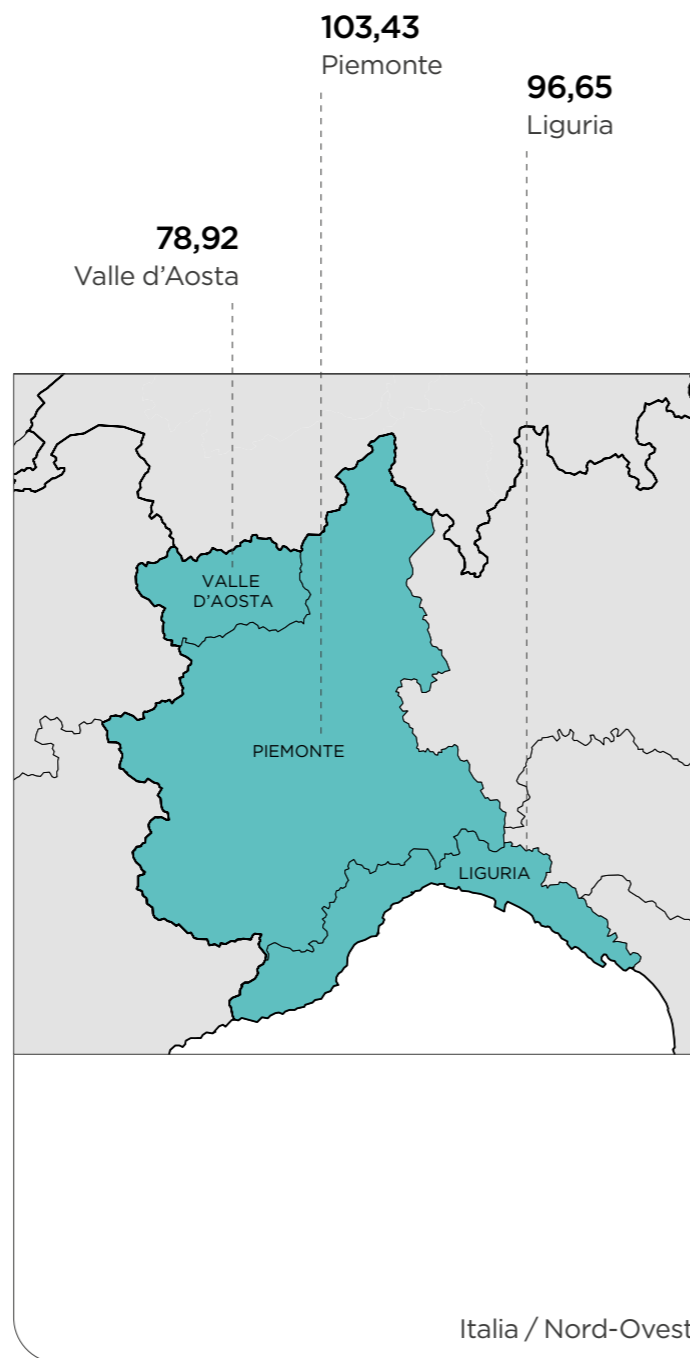 103,43
Piemonte
96,65
Liguria
78,92
Valle d’Aosta
VALLE
D’AOSTA
PIEMONTE
LIGURIA
Italia / Nord-Ovest